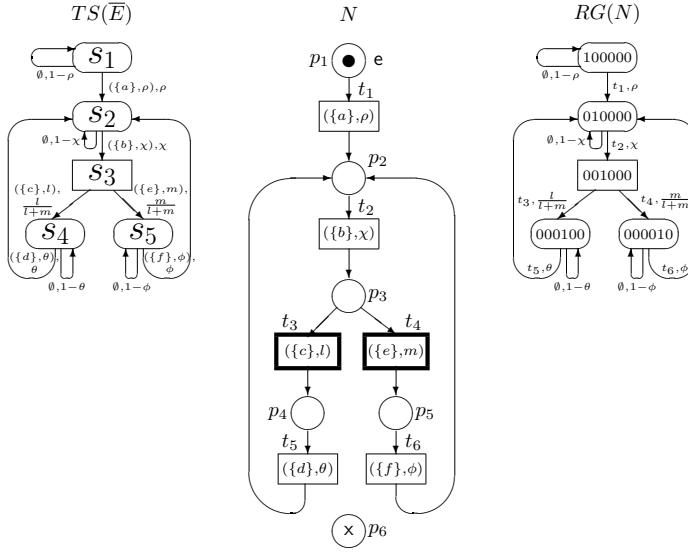 TS(E̅) N RG(N)
s₁
∅,1−ρ
({a},ρ),ρ
s₂
∅,1−χ
({b},χ),χ
s₃
({c},l), l/(l+m)
({e},m), m/(l+m)
s₄ s₅
({d},θ), θ
∅,1−θ
∅,1−ϕ
({f},ϕ), ϕ
p₁ e
t₁
({a},ρ)
p₂
t₂
({b},χ)
p₃
t₃ t₄
({c},l) ({e},m)
p₄ p₅
t₅ t₆
({d},θ) ({f},ϕ)
x p₆
100000
∅,1−ρ
t₁,ρ
010000
∅,1−χ
t₂,χ
001000
t₃, l/(l+m) t₄, m/(l+m)
000100 000010
t₅,θ
∅,1−θ
∅,1−ϕ
t₆,ϕ